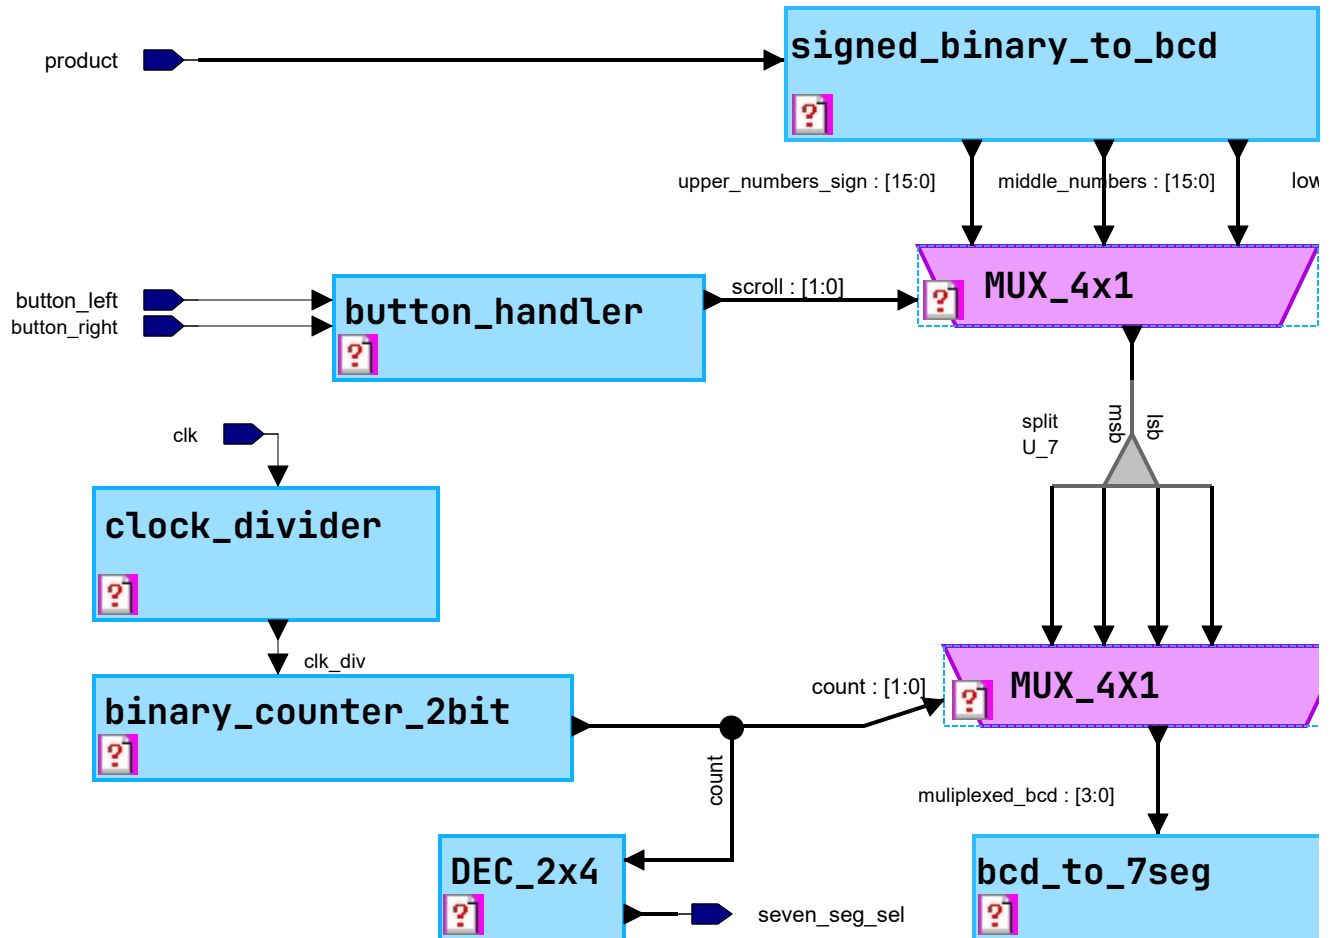 signed_binary_to_bcd
product
upper_numbers_sign : [15:0]
middle_numbers : [15:0]
low
MUX_4x1
scroll : [1:0]
button_left
button_handler
button_right
split
U_7
msb
lsb
clk
clock_divider
clk_div
binary_counter_2bit
count : [1:0]
MUX_4X1
count
muliplexed_bcd : [3:0]
DEC_2x4
bcd_to_7seg
seven_seg_sel